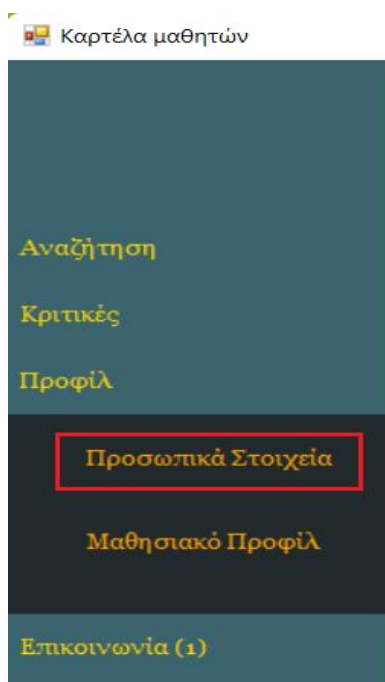 Καρτέλα μαθητών
Αναζήτηση
Κριτικές
Προφίλ
Προσωπικά Στοιχεία
Μαθησιακό Προφίλ
Επικοινωνία (1)